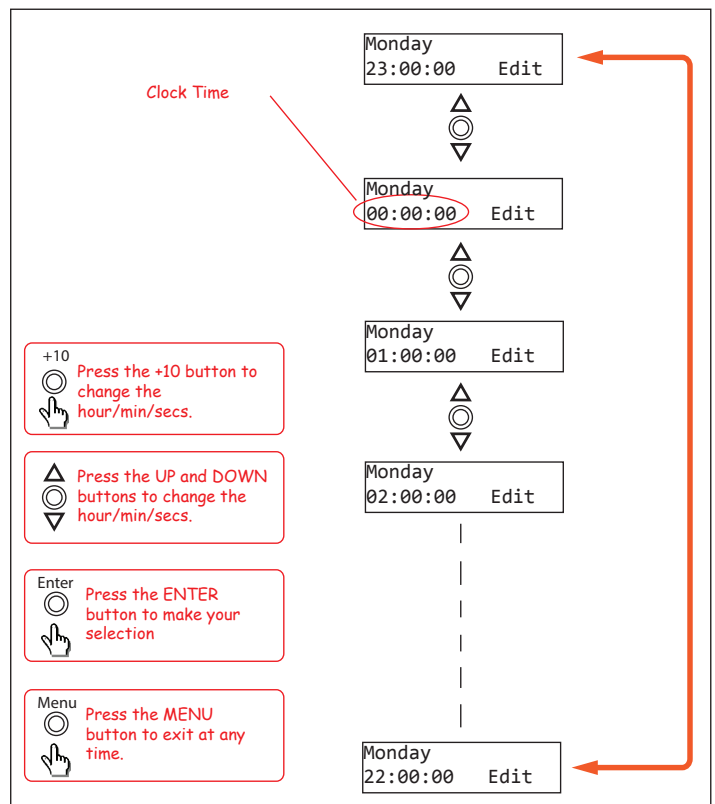 Monday
23:00:00 Edit
Clock Time
Monday
00:00:00 Edit
Monday
01:00:00 Edit
+10
Press the +10 button to
change the
hour/min/secs.
Press the UP and DOWN
buttons to change the
hour/min/secs.
Monday
02:00:00 Edit
Enter
Press the ENTER
button to make your
selection
Menu
Press the MENU
button to exit at any
time.
Monday
22:00:00 Edit